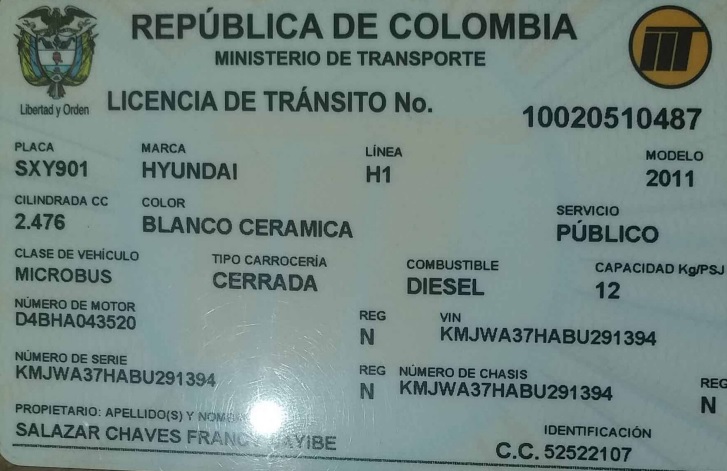 REPÚBLICA DE COLOMBIA
MINISTERIO DE TRANSPORTE
Libertad y Orden
LICENCIA DE TRÁNSITO No. 10020510487
PLACA MARCA LÍNEA MODELO
SXY901 HYUNDAI H1 2011
CILINDRADA CC COLOR SERVICIO
2.476 BLANCO CERAMICA PÚBLICO
CLASE DE VEHÍCULO TIPO CARROCERÍA COMBUSTIBLE CAPACIDAD Kg/PSJ
MICROBUS CERRADA DIESEL 12
NÚMERO DE MOTOR REG VIN
D4BHA043520 N KMJWA37HABU291394
NÚMERO DE SERIE REG NÚMERO DE CHASIS REG
KMJWA37HABU291394 N KMJWA37HABU291394 N
PROPIETARIO: APELLIDO(S) Y IDENTIFICACIÓN
SALAZAR CHAVES C.C. 52522107